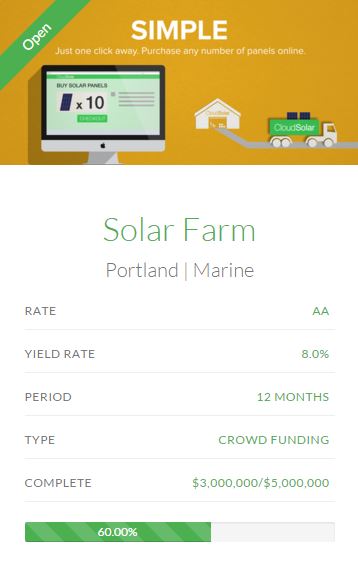 Open
SIMPLE
Just one click away. Purchase any number of panels online.
BUY SOLAR PANELS
x 10
CHECKOUT
CloudSolar
CloudSolar
Solar Farm
Portland | Marine
RATE AA
YIELD RATE 8.0%
PERIOD 12 MONTHS
TYPE CROWD FUNDING
COMPLETE $3,000,000/$5,000,000
60.00%